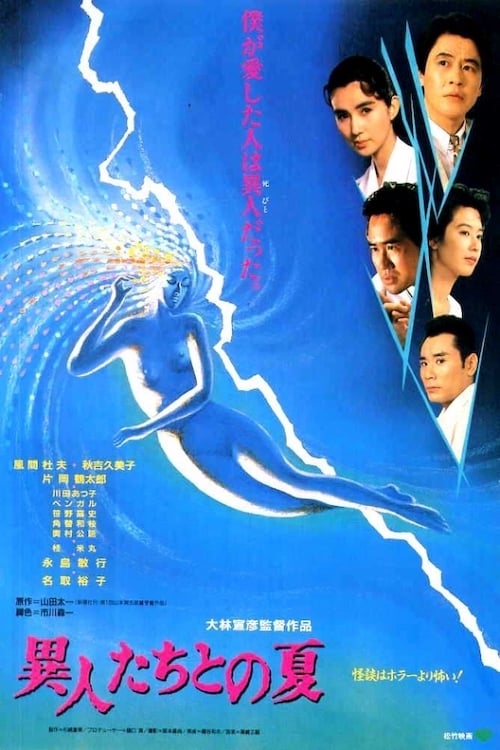 僕が愛した人は異人だった。
死びと
風間杜夫・秋吉久美子
片岡鶴太郎
川田あつ子
ベンガル
笹野高史
角替和枝
奥村公延
桂米丸
永島敏行
名取裕子
原作=山田太一
脚色=市川森一
大林宣彦監督作品
異人たちとの夏
怪談はホラーより怖い!
松竹映画